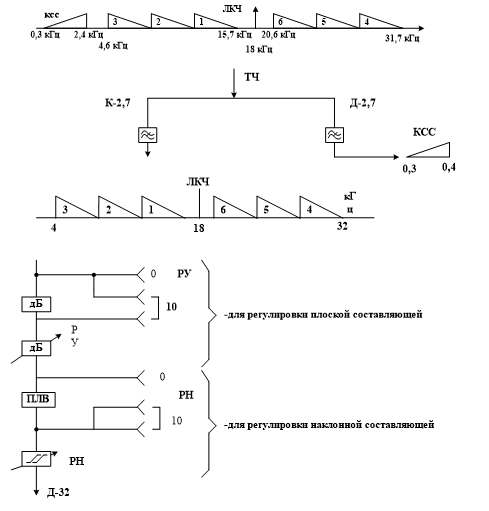 ксс
3
2
1
ЛКЧ
6
5
4
0,3 кГц
2,4 кГц
4,6 кГц
15,7 кГц
18 кГц
20,6 кГц
31,7 кГц
ТЧ
К-2,7
Д-2,7
КСС
0,3
0,4
ЛКЧ
кГ
ц
3
2
1
6
5
4
4
18
32
0
РУ
дБ
10
-для регулировки плоской составляющей
Р
У
дБ
0
ПЛВ
РН
10
-для регулировки наклонной составляющей
РН
Д-32